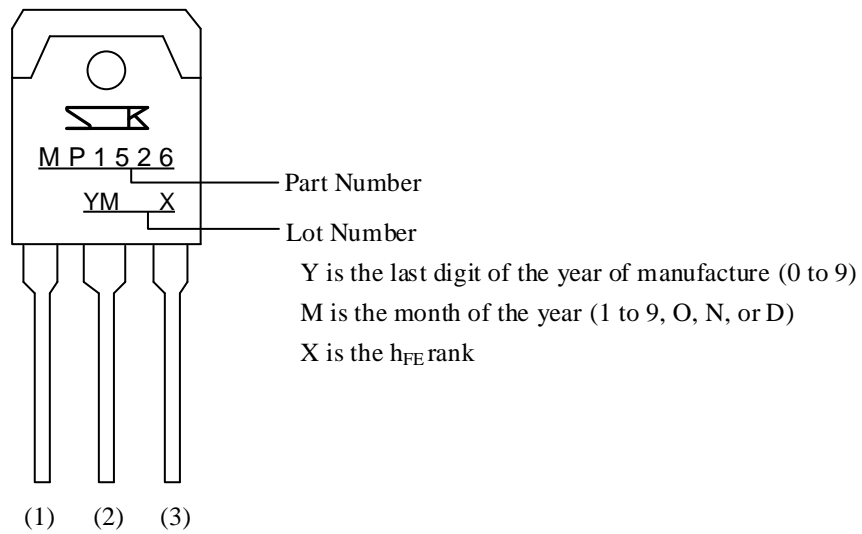 MP1526
Part Number
YM X
Lot Number
Y is the last digit of the year of manufacture (0 to 9)
M is the month of the year (1 to 9, O, N, or D)
X is the hFE rank
(1) (2) (3)